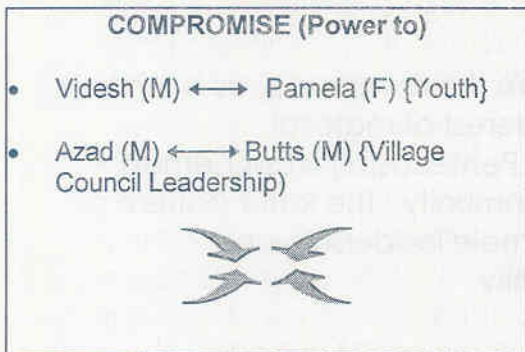 COMPROMISE (Power to)
• Videsh (M) ←→ Pamela (F) {Youth}
• Azad (M) ←→ Butts (M) {Village
Council Leadership)